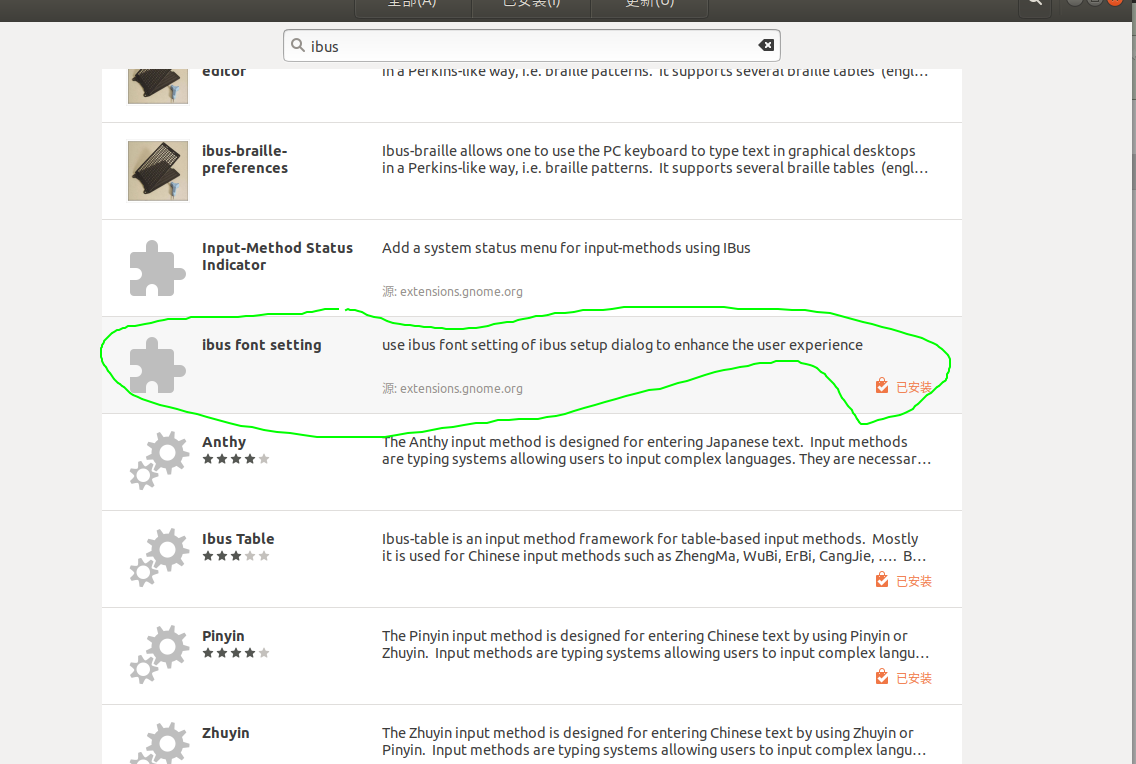 全部(A)
已安装(I)
更新(U)
ibus
editor
in a Perkins-like way, i.e. braille patterns.  It supports several braille tables  (engl…
ibus-braille-
preferences
Ibus-braille allows one to use the PC keyboard to type text in graphical desktops
in a Perkins-like way, i.e. braille patterns.  It supports several braille tables  (engl…
Input-Method Status
Indicator
Add a system status menu for input-methods using IBus
源: extensions.gnome.org
ibus font setting
use ibus font setting of ibus setup dialog to enhance the user experience
源: extensions.gnome.org
已安装
Anthy
The Anthy input method is designed for entering Japanese text.  Input methods
are typing systems allowing users to input complex languages. They are necessar…
Ibus Table
Ibus-table is an input method framework for table-based input methods.  Mostly
it is used for Chinese input methods such as ZhengMa, WuBi, ErBi, CangJie, ….  B…
已安装
Pinyin
The Pinyin input method is designed for entering Chinese text by using Pinyin or
Zhuyin.  Input methods are typing systems allowing users to input complex langu…
已安装
Zhuyin
The Zhuyin input method is designed for entering Chinese text by using Zhuyin or
Pinyin.  Input methods are typing systems allowing users to input complex langu…